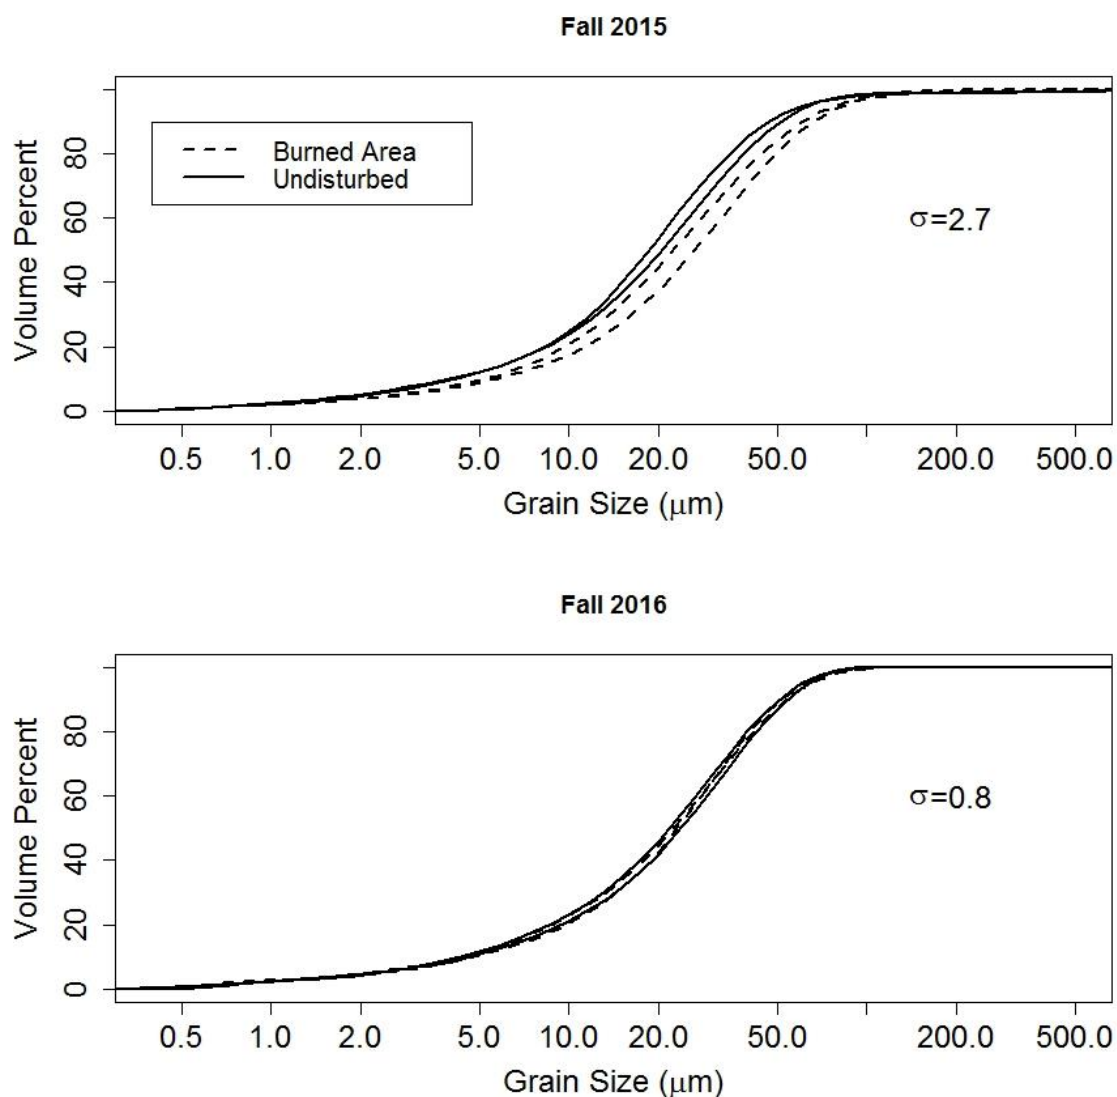 Fall 2015
80
60
40
20
0
Volume Percent
Burned Area
Undisturbed
σ=2.7
0.5 1.0 2.0 5.0 10.0 20.0 50.0 200.0 500.0
Grain Size (μm)
Fall 2016
80
60
40
20
0
Volume Percent
σ=0.8
0.5 1.0 2.0 5.0 10.0 20.0 50.0 200.0 500.0
Grain Size (μm)